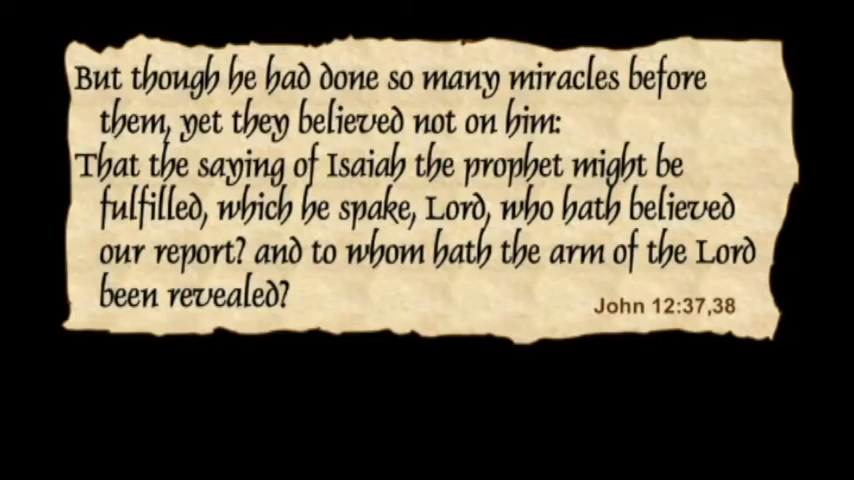 But though he had done so many miracles before
them, yet they believed not on him:
That the saying of Isaiah the prophet might be
fulfilled, which he spake, Lord, who hath believed
our report? and to whom hath the arm of the Lord
been revealed?
John 12:37,38